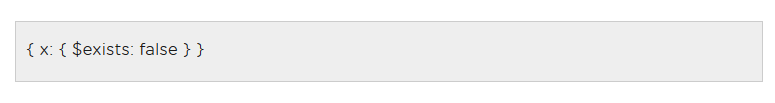 { x: { $exists: false } }